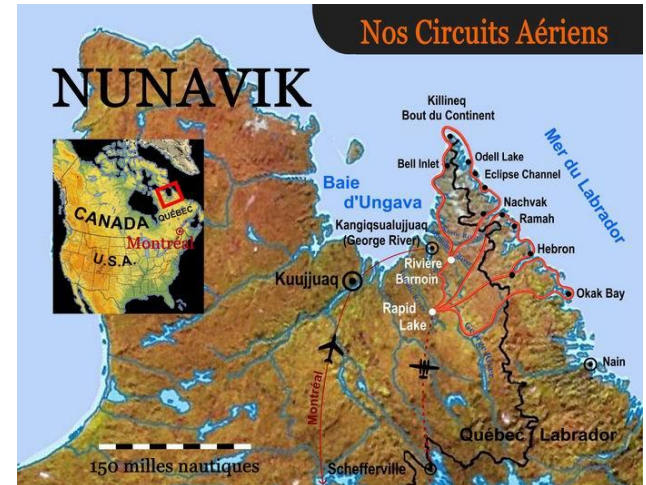 Nos Circuits Aériens
NUNAVIK
Killineq
Bout du Continent
Bell Inlet
Odell Lake
Eclipse Channel
Mer du Labrador
Baie
d'Ungava
Nachvak
Ramah
Kangiqsualujjuaq
(George River)
Hebron
CANADA
QUÉBEC
Montréal
U.S.A.
Kuujjuaq
Rivière
Barnoin
Okak Bay
Rapid
Lake
Nain
Montréal
Québec
Labrador
150 milles nautiques
Schefferville